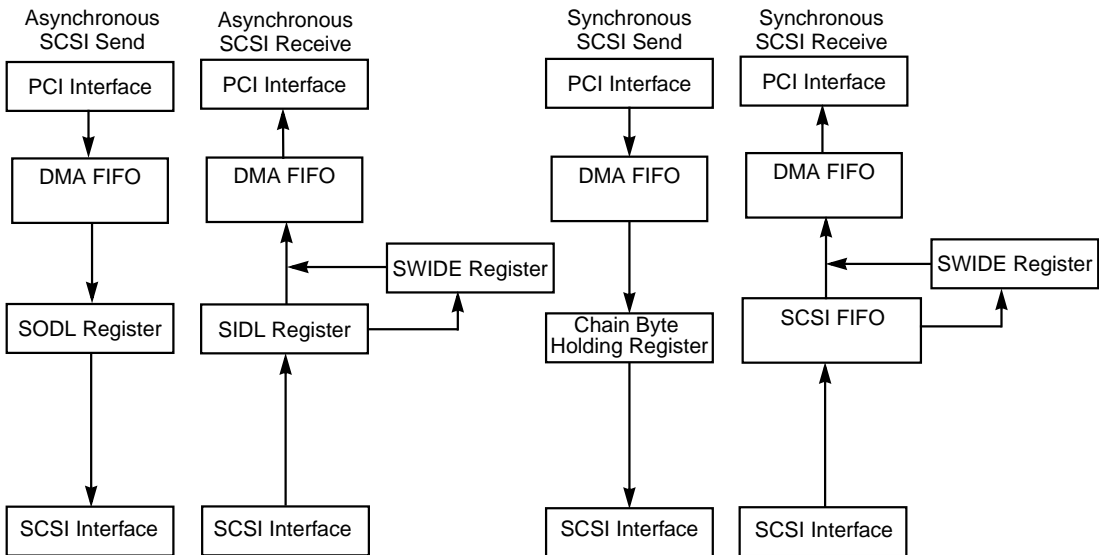 Asynchronous
SCSI Send
PCI Interface
DMA FIFO
SODL Register
SCSI Interface
Asynchronous
SCSI Receive
PCI Interface
DMA FIFO
SWIDE Register
SIDL Register
SCSI Interface
Synchronous
SCSI Send
PCI Interface
DMA FIFO
Chain Byte
Holding Register
SCSI Interface
Synchronous
SCSI Receive
PCI Interface
DMA FIFO
SWIDE Register
SCSI FIFO
SCSI Interface